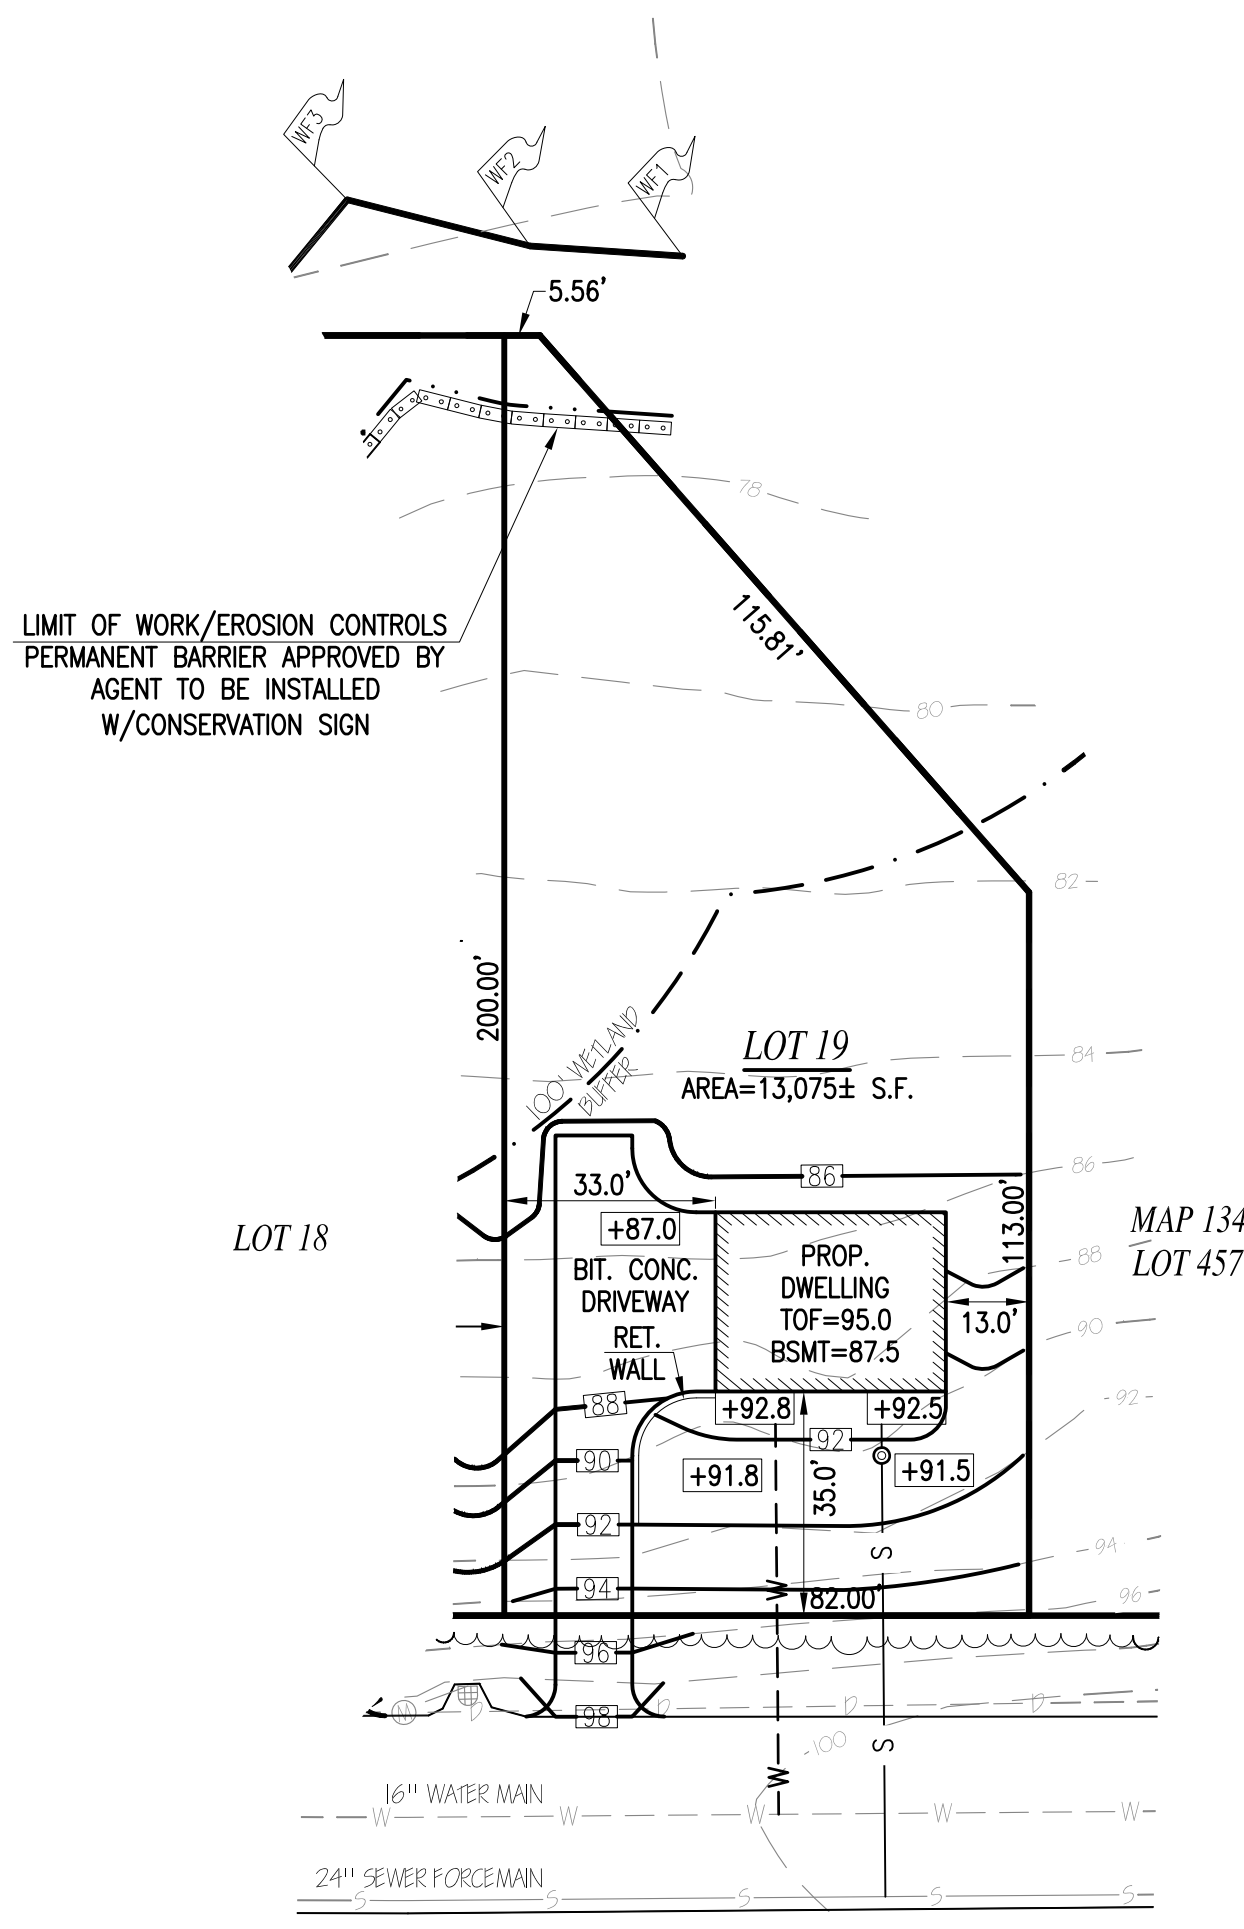 WF3
WF2
WF1
5.56'
78
115.81'
LIMIT OF WORK/EROSION CONTROLS
PERMANENT BARRIER APPROVED BY
AGENT TO BE INSTALLED
W/CONSERVATION SIGN
80
82
200.00'
100' WETLAND
BUFFER
LOT 19
AREA=13,075± S.F.
84
86
86
33.0'
113.00'
LOT 18
+87.0
MAP 134
LOT 457
88
BIT. CONC.
DRIVEWAY
PROP.
DWELLING
TOF=95.0
BSMT=87.5
13.0'
90
RET.
WALL
88
+92.8
+92.5
92
92
90
+91.8
35.0'
+91.5
92
S
94
94
W
82.00'
96
96
D
D
D
98
100
S
W
16" WATER MAIN
W
W
W
W
W
24" SEWER FORCEMAIN
S
S
S
S
S